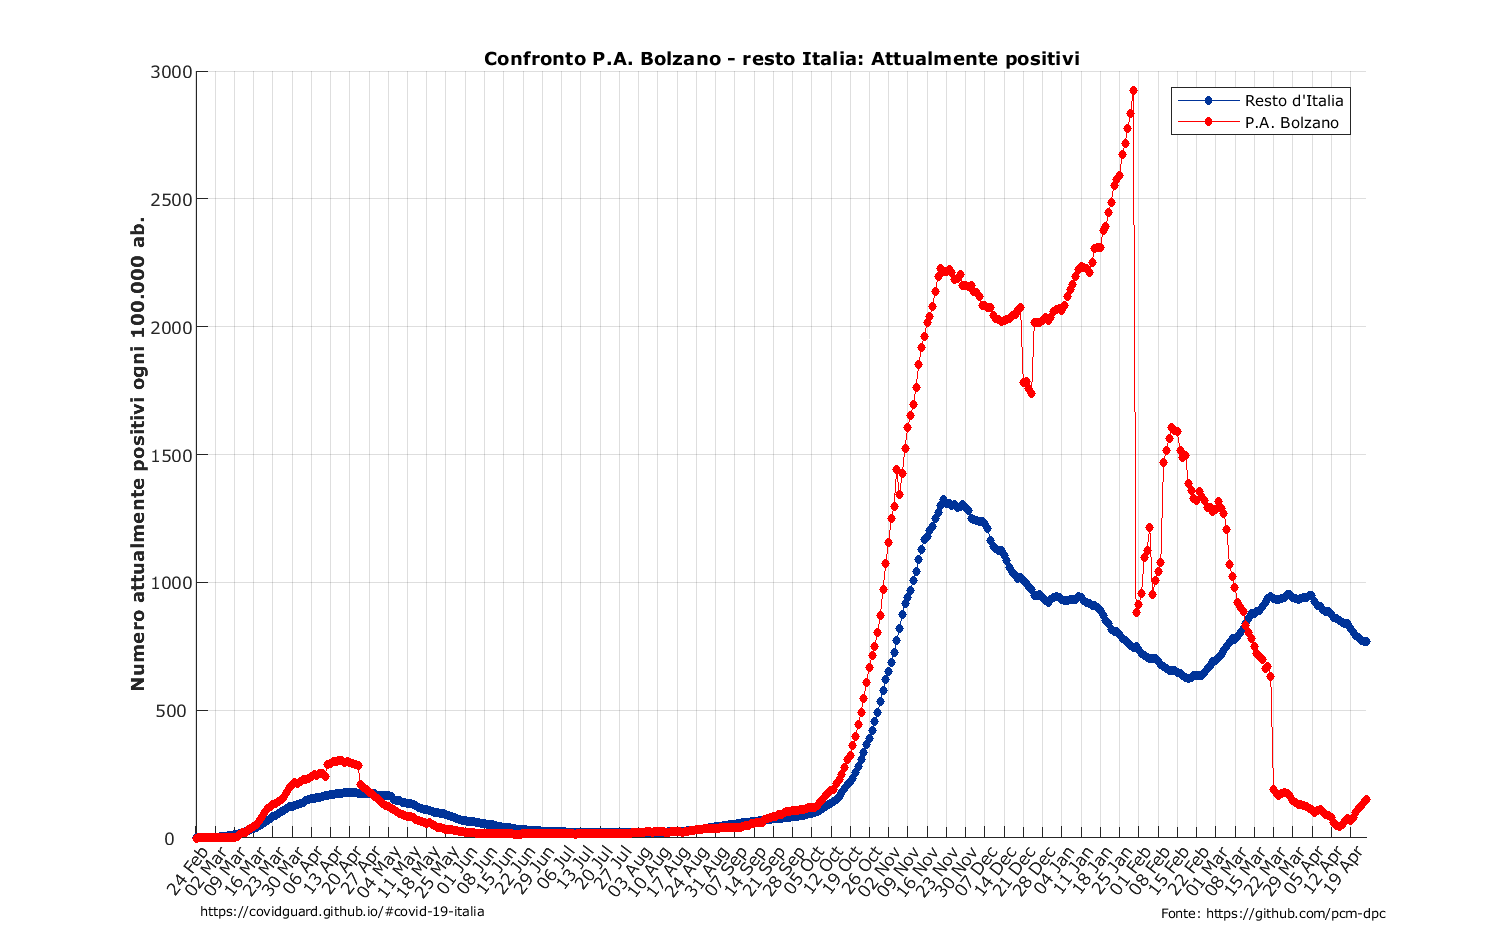 Confronto P.A. Bolzano - resto Italia: Attualmente positivi
Resto d'Italia
P.A. Bolzano
Numero attualmente positivi ogni 100.000 ab.
3000
2500
2000
1500
1000
500
0
24 Feb
02 Mar
09 Mar
16 Mar
23 Mar
30 Mar
06 Apr
13 Apr
20 Apr
27 Apr
04 May
11 May
18 May
25 May
01 Jun
08 Jun
15 Jun
22 Jun
29 Jun
06 Jul
13 Jul
20 Jul
27 Jul
03 Aug
10 Aug
17 Aug
24 Aug
31 Aug
07 Sep
14 Sep
21 Sep
28 Sep
05 Oct
12 Oct
19 Oct
26 Oct
02 Nov
09 Nov
16 Nov
23 Nov
30 Nov
07 Dec
14 Dec
21 Dec
28 Dec
04 Jan
11 Jan
18 Jan
25 Jan
01 Feb
08 Feb
15 Feb
22 Feb
01 Mar
08 Mar
15 Mar
22 Mar
29 Mar
05 Apr
12 Apr
19 Apr
https://covidguard.github.io/#covid-19-italia
Fonte: https://github.com/pcm-dpc